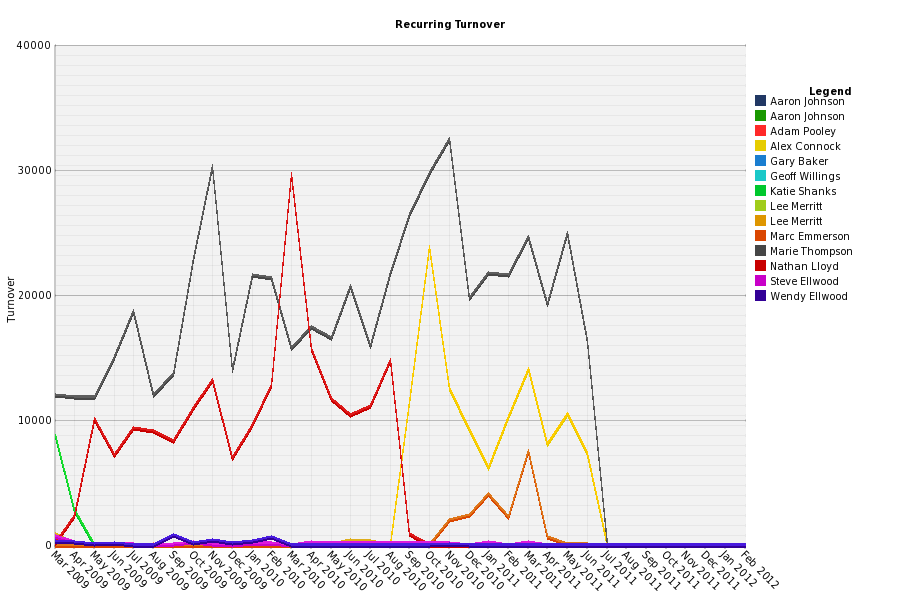 Recurring Turnover
40000
30000
20000
10000
0
Turnover
Mar 2009
Apr 2009
May 2009
Jun 2009
Jul 2009
Aug 2009
Sep 2009
Oct 2009
Nov 2009
Dec 2009
Jan 2010
Feb 2010
Mar 2010
Apr 2010
May 2010
Jun 2010
Jul 2010
Aug 2010
Sep 2010
Oct 2010
Nov 2010
Dec 2010
Jan 2011
Feb 2011
Mar 2011
Apr 2011
May 2011
Jun 2011
Jul 2011
Aug 2011
Sep 2011
Oct 2011
Nov 2011
Dec 2011
Jan 2012
Feb 2012
Legend
Aaron Johnson
Aaron Johnson
Adam Pooley
Alex Connock
Gary Baker
Geoff Willings
Katie Shanks
Lee Merritt
Lee Merritt
Marc Emmerson
Marie Thompson
Nathan Lloyd
Steve Ellwood
Wendy Ellwood